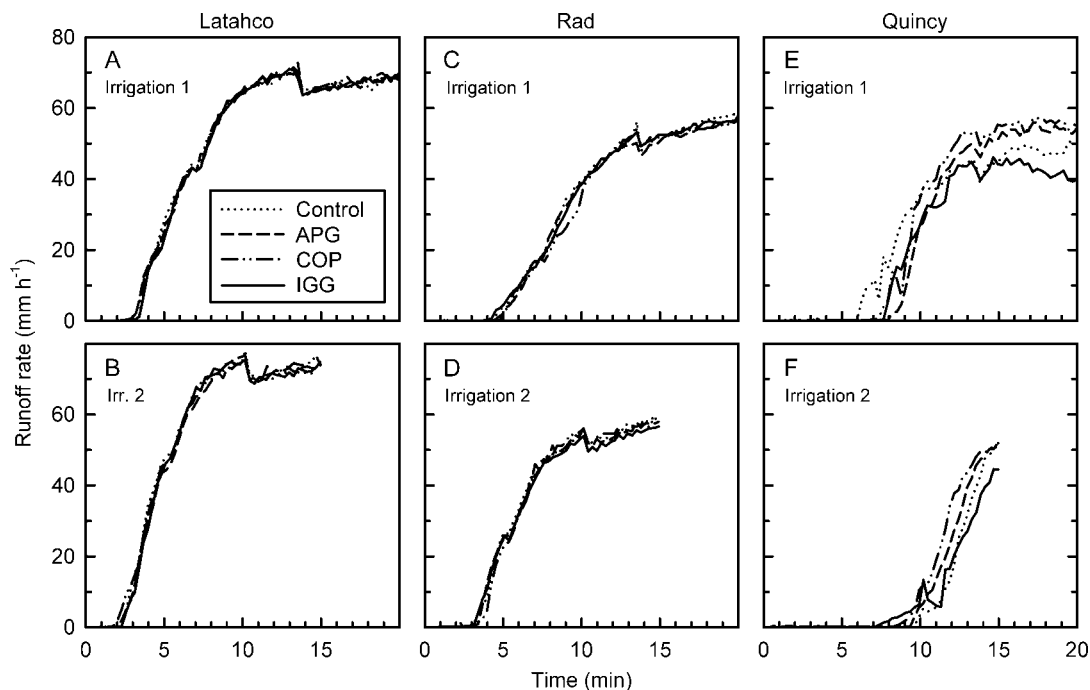 Latahco
Rad
Quincy
80
60
40
20
0
A
Irrigation 1
Control
APG
COP
IGG
C
Irrigation 1
E
Irrigation 1
60
40
20
0
B
Irr. 2
D
Irrigation 2
F
Irrigation 2
0 5 10 15
0 5 10 15
0 5 10 15 20
Runoff rate (mm h⁻¹)
Time (min)